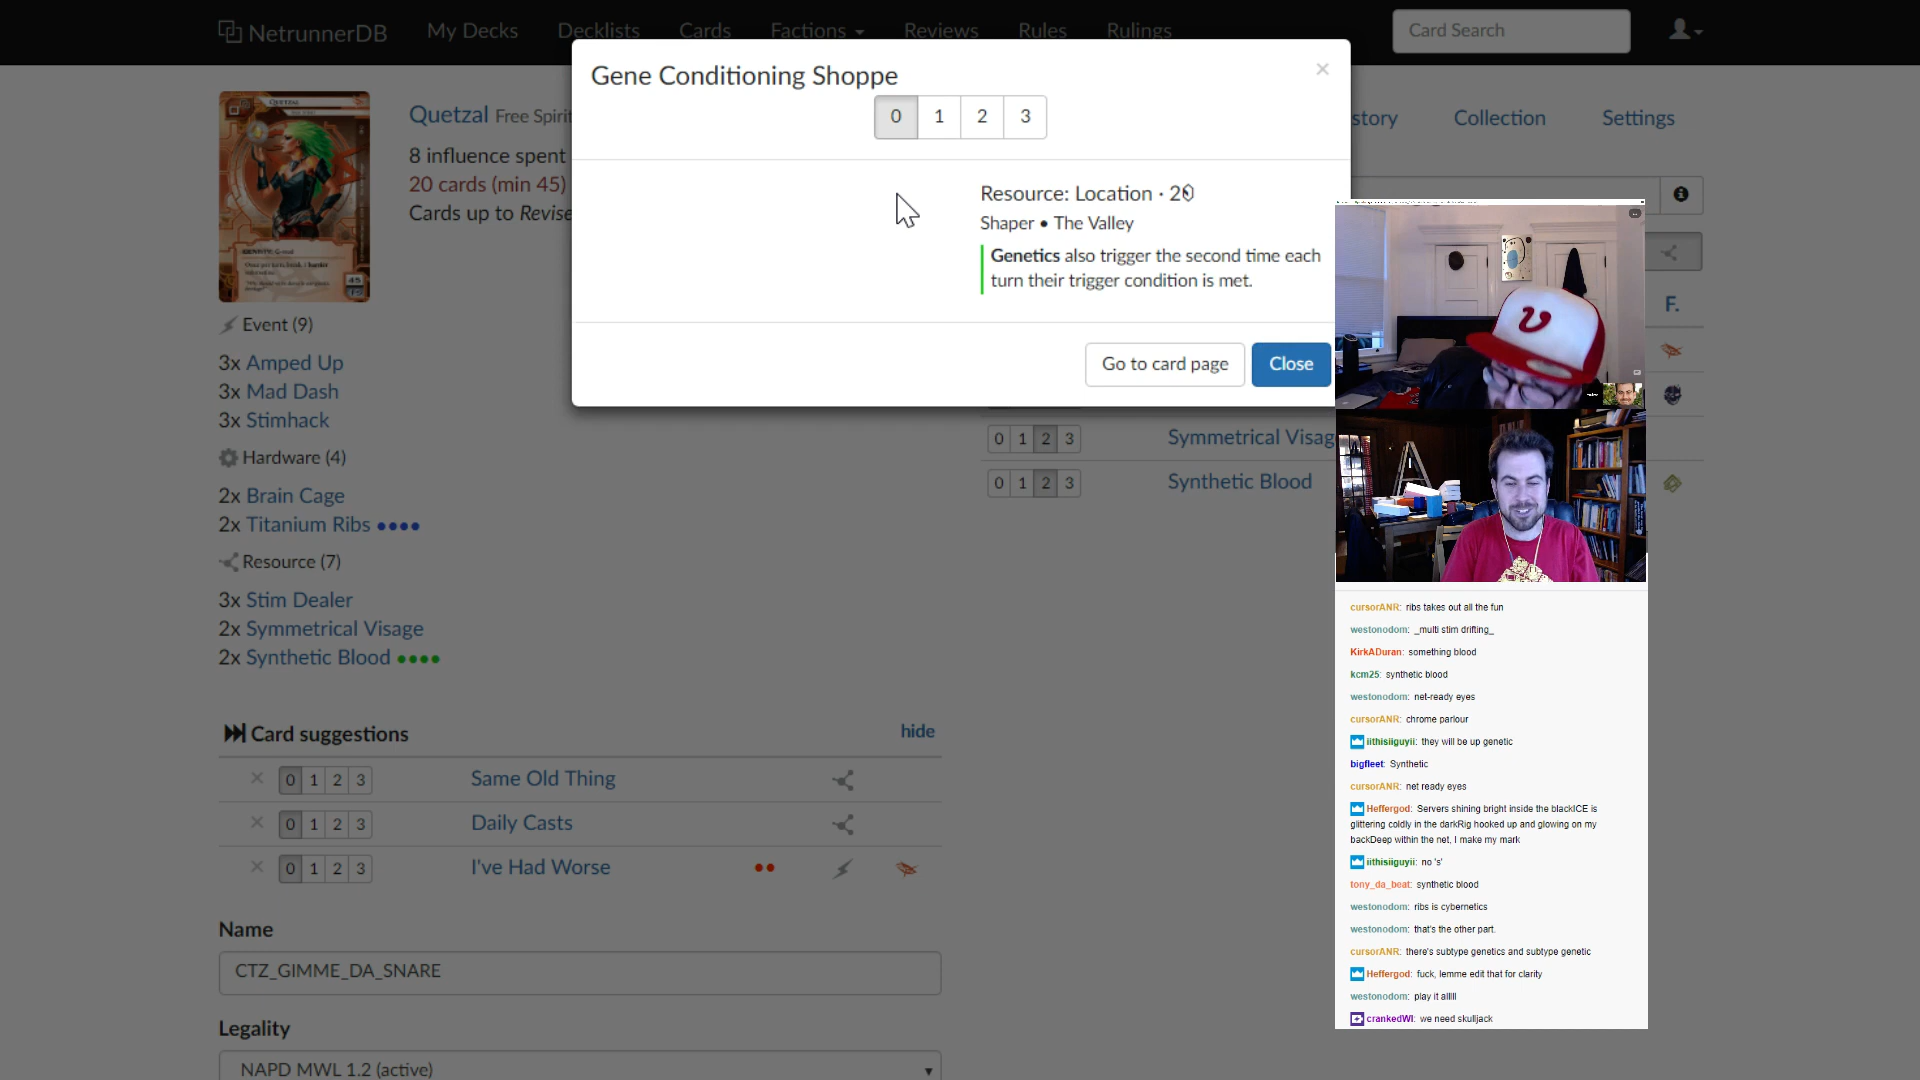 NetrunnerDB
My Decks
Decklists
Cards
Factions
Reviews
Rules
Rulings
Card Search
Gene Conditioning Shoppe
×
0 1 2 3
Resource: Location · 2
Shaper • The Valley
Genetics also trigger the second time each
turn their trigger condition is met.
Go to card page
Close
QUETZAL
45
Quetzal Free Spiri
8 influence spent
20 cards (min 45)
Cards up to Revise
story
Collection
Settings
F.
Event (9)
3x Amped Up
3x Mad Dash
3x Stimhack
Hardware (4)
2x Brain Cage
2x Titanium Ribs ●●●●
Resource (7)
3x Stim Dealer
2x Symmetrical Visage
2x Synthetic Blood ●●●●
0 1 2 3 Symmetrical Visag
0 1 2 3 Synthetic Blood
Card suggestions
hide
× 0 1 2 3 Same Old Thing
× 0 1 2 3 Daily Casts
× 0 1 2 3 I've Had Worse ●●
Name
CTZ_GIMME_DA_SNARE
Legality
NAPD MWL 1.2 (active)
cursorANR: ribs takes out all the fun
westonodom: _multi stim drifting_
KirkADuran: something blood
kcm25: synthetic blood
westonodom: net-ready eyes
cursorANR: chrome parlour
iithisiiguyii: they will be up genetic
bigfleet: Synthetic
cursorANR: net ready eyes
Heffergod: Servers shining bright inside the blackICE is
glittering coldly in the darkRig hooked up and glowing on my
backDeep within the net, I make my mark
iithisiiguyii: no 's'
tony_da_beat: synthetic blood
westonodom: ribs is cybernetics
westonodom: that's the other part.
cursorANR: there's subtype genetics and subtype genetic
Heffergod: fuck, lemme edit that for clarity
westonodom: play it allllll
crankedWI: we need skulljack